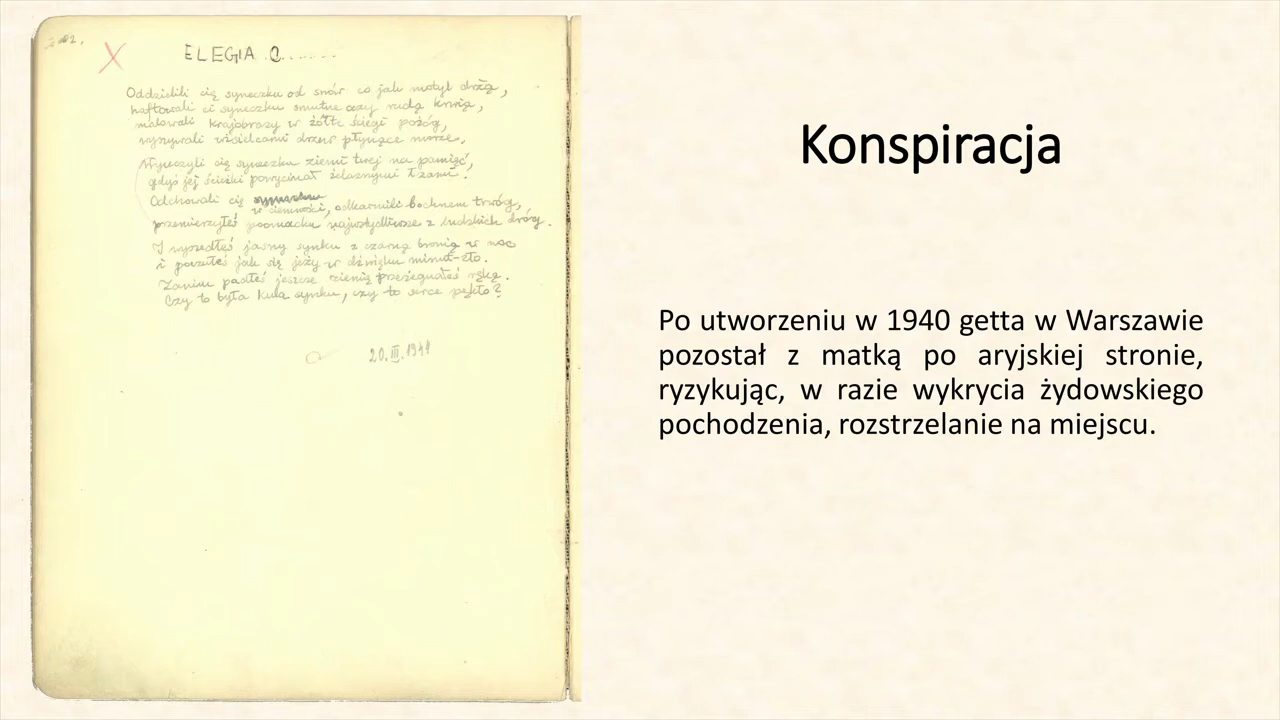 ELEGIA O.......
Oddzielili cię syneczku od snów co jak motyl drżą,
haftowali ci syneczku smutne oczy rudą krwią,
malowali krajobrazy w żółte ściegi pożóg,
wyszywali wisielcami drzew płynące morze.
Wyuczyli cię syneczku ziemi twej na pamięć,
gdyś jej ścieżki powycinał żelaznymi łzami.
Odchowali cię
w ciemności, odkarmili bochnem trwóg,
przemierzyłeś po omacku najwstydliwsze z ludzkich dróg.
I wyszedłeś jasny synku z czarną bronią w noc
i poczułeś jak się jeży w dźwięku minut-zło.
Zanim padłeś jeszcze ziemię przeżegnałeś ręką.
Czy to była kula synku, czy to serce pękło?
20.III.1944
Konspiracja
Po utworzeniu w 1940 getta w Warszawie
pozostał z matką po aryjskiej stronie,
ryzykując, w razie wykrycia żydowskiego
pochodzenia, rozstrzelanie na miejscu.